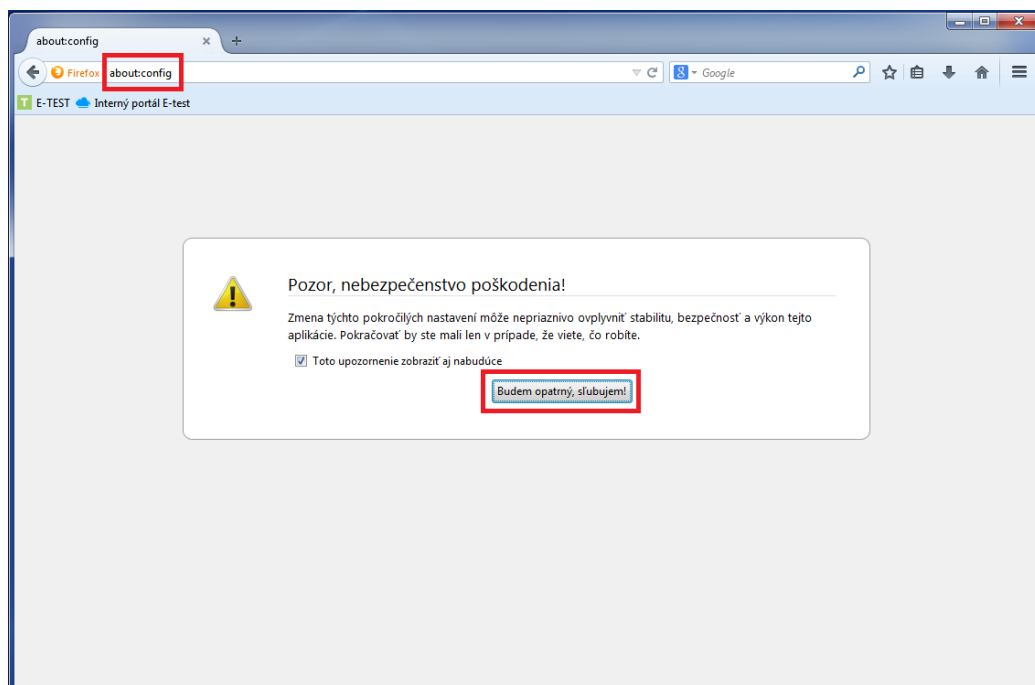 about:config
Firefox about:config
Google
E-TEST Interný portál E-test
Pozor, nebezpečenstvo poškodenia!
Zmena týchto pokročilých nastavení môže nepriaznivo ovplyvniť stabilitu, bezpečnosť a výkon tejto
aplikácie. Pokračovať by ste mali len v prípade, že viete, čo robíte.
Toto upozornenie zobraziť aj nabudúce
Budem opatrný, sľubujem!